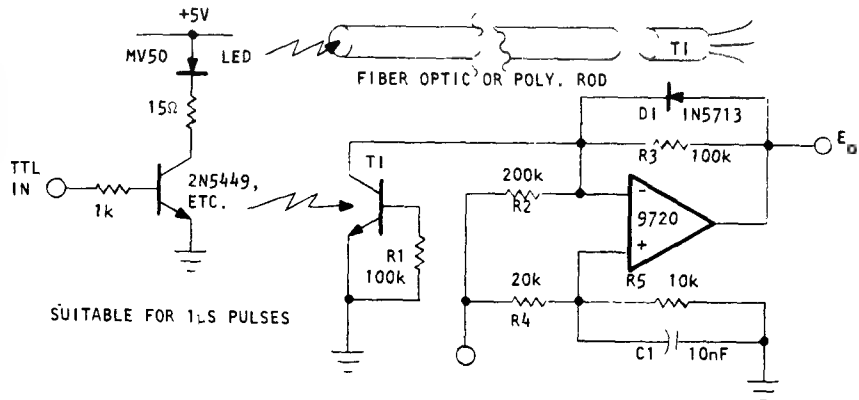 +5V
MV50 LED
T1
FIBER OPTIC OR POLY. ROD
15Ω
D1 1N5713
E₀
R3 100k
TTL
IN
T1
2N5449,
ETC.
1k
200k
R2
-
9720
+
R1
100k
20k
R4
R5 10k
C1 10nF
SUITABLE FOR 1μS PULSES